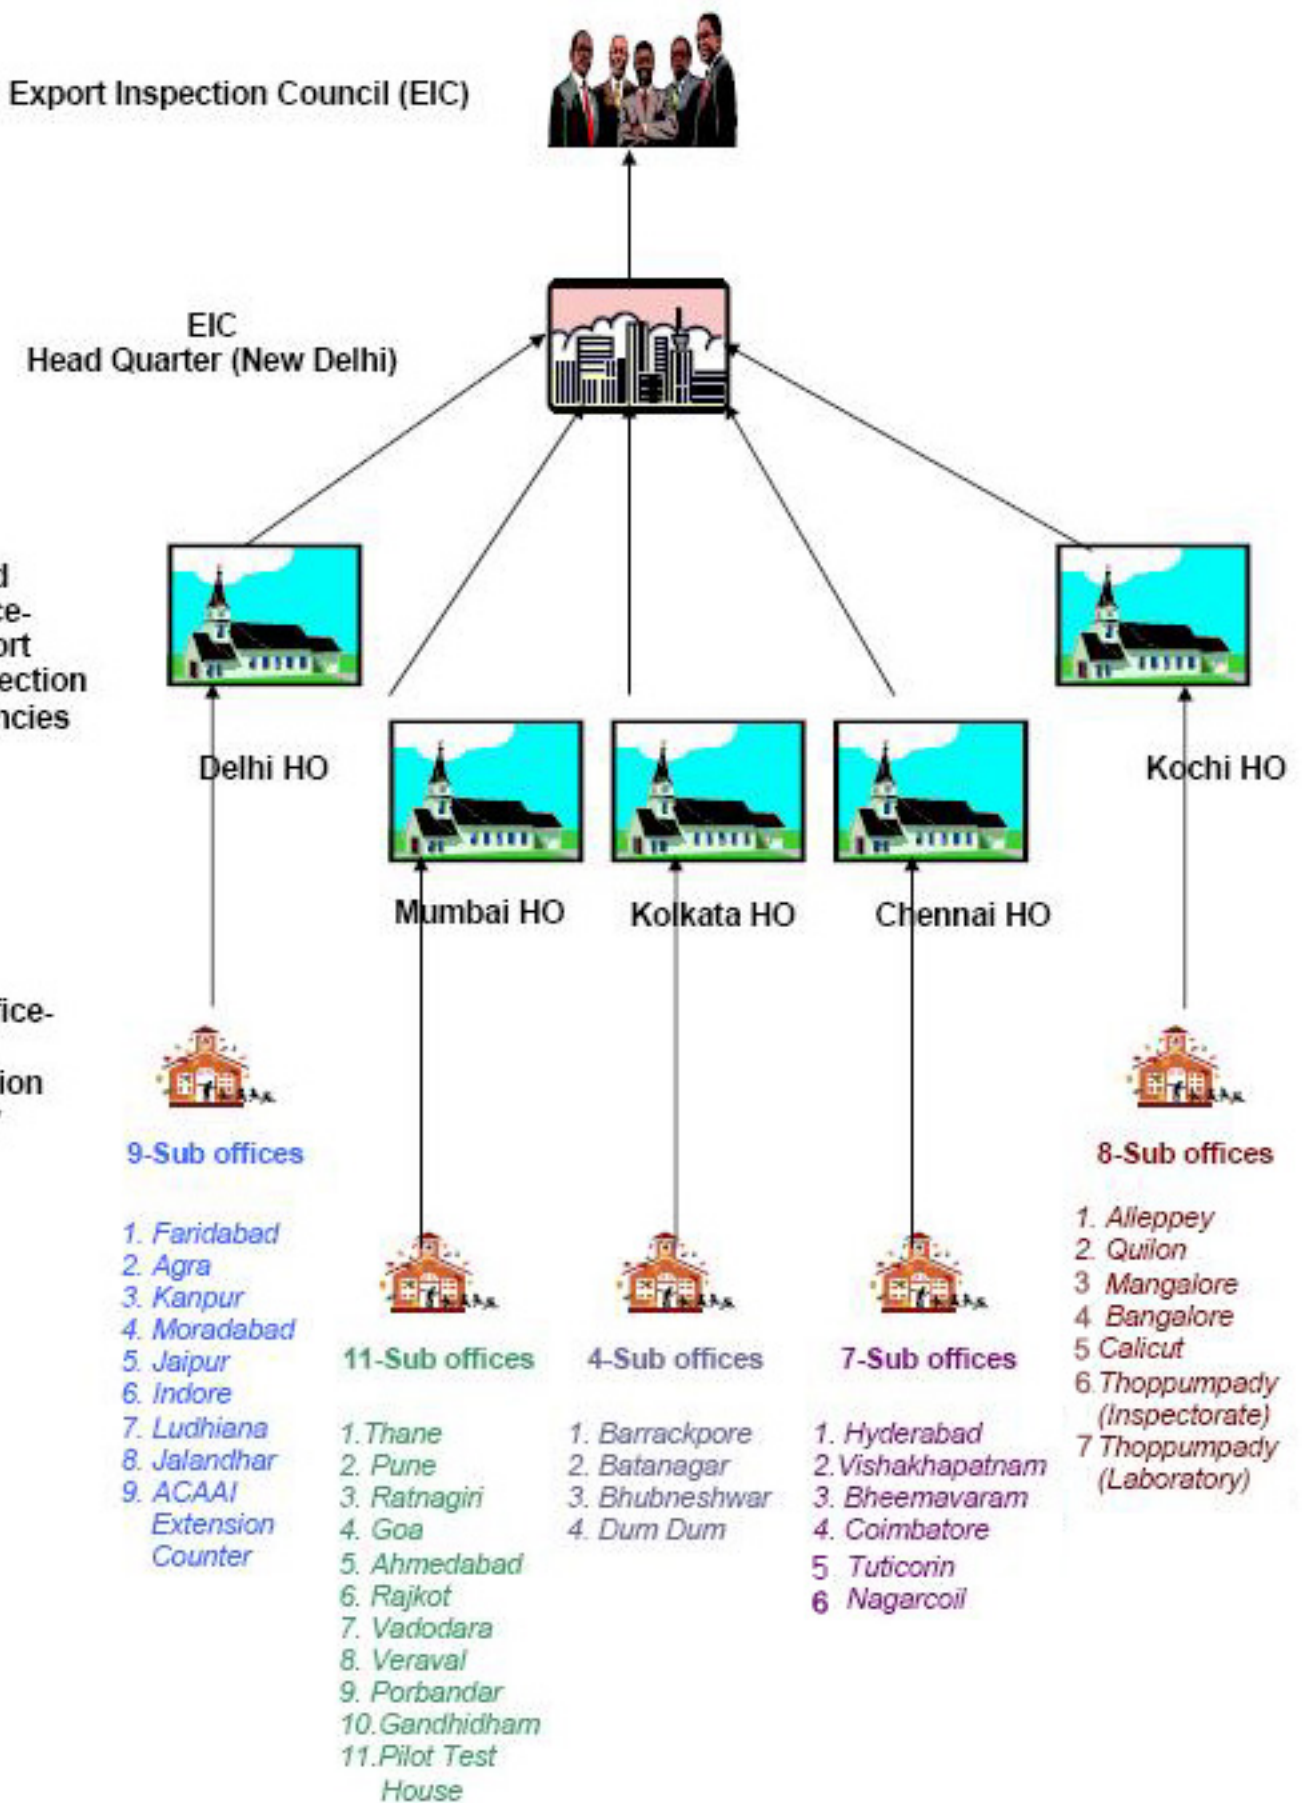 Export Inspection Council (EIC)
EIC
Head Quarter (New Delhi)
Delhi HO
Kochi HO
Mumbai HO
Kolkata HO
Chennai HO
9-Sub offices
1. Faridabad
2. Agra
3. Kanpur
4. Moradabad
5. Jaipur
6. Indore
7. Ludhiana
8. Jalandhar
9. ACAAI
Extension
Counter
11-Sub offices
1.Thane
2. Pune
3. Ratnagiri
4. Goa
5. Ahmedabad
6. Rajkot
7. Vadodara
8. Veraval
9. Porbandar
10.Gandhidham
11.Pilot Test
House
4-Sub offices
1. Barrackpore
2. Batanagar
3. Bhubneshwar
4. Dum Dum
7-Sub offices
1. Hyderabad
2.Vishakhapatnam
3. Bheemavaram
4. Coimbatore
5 Tuticorin
6 Nagarcoil
8-Sub offices
1. Alleppey
2. Quilon
3 Mangalore
4 Bangalore
5 Calicut
6.Thoppumpady
(Inspectorate)
7 Thoppumpady
(Laboratory)